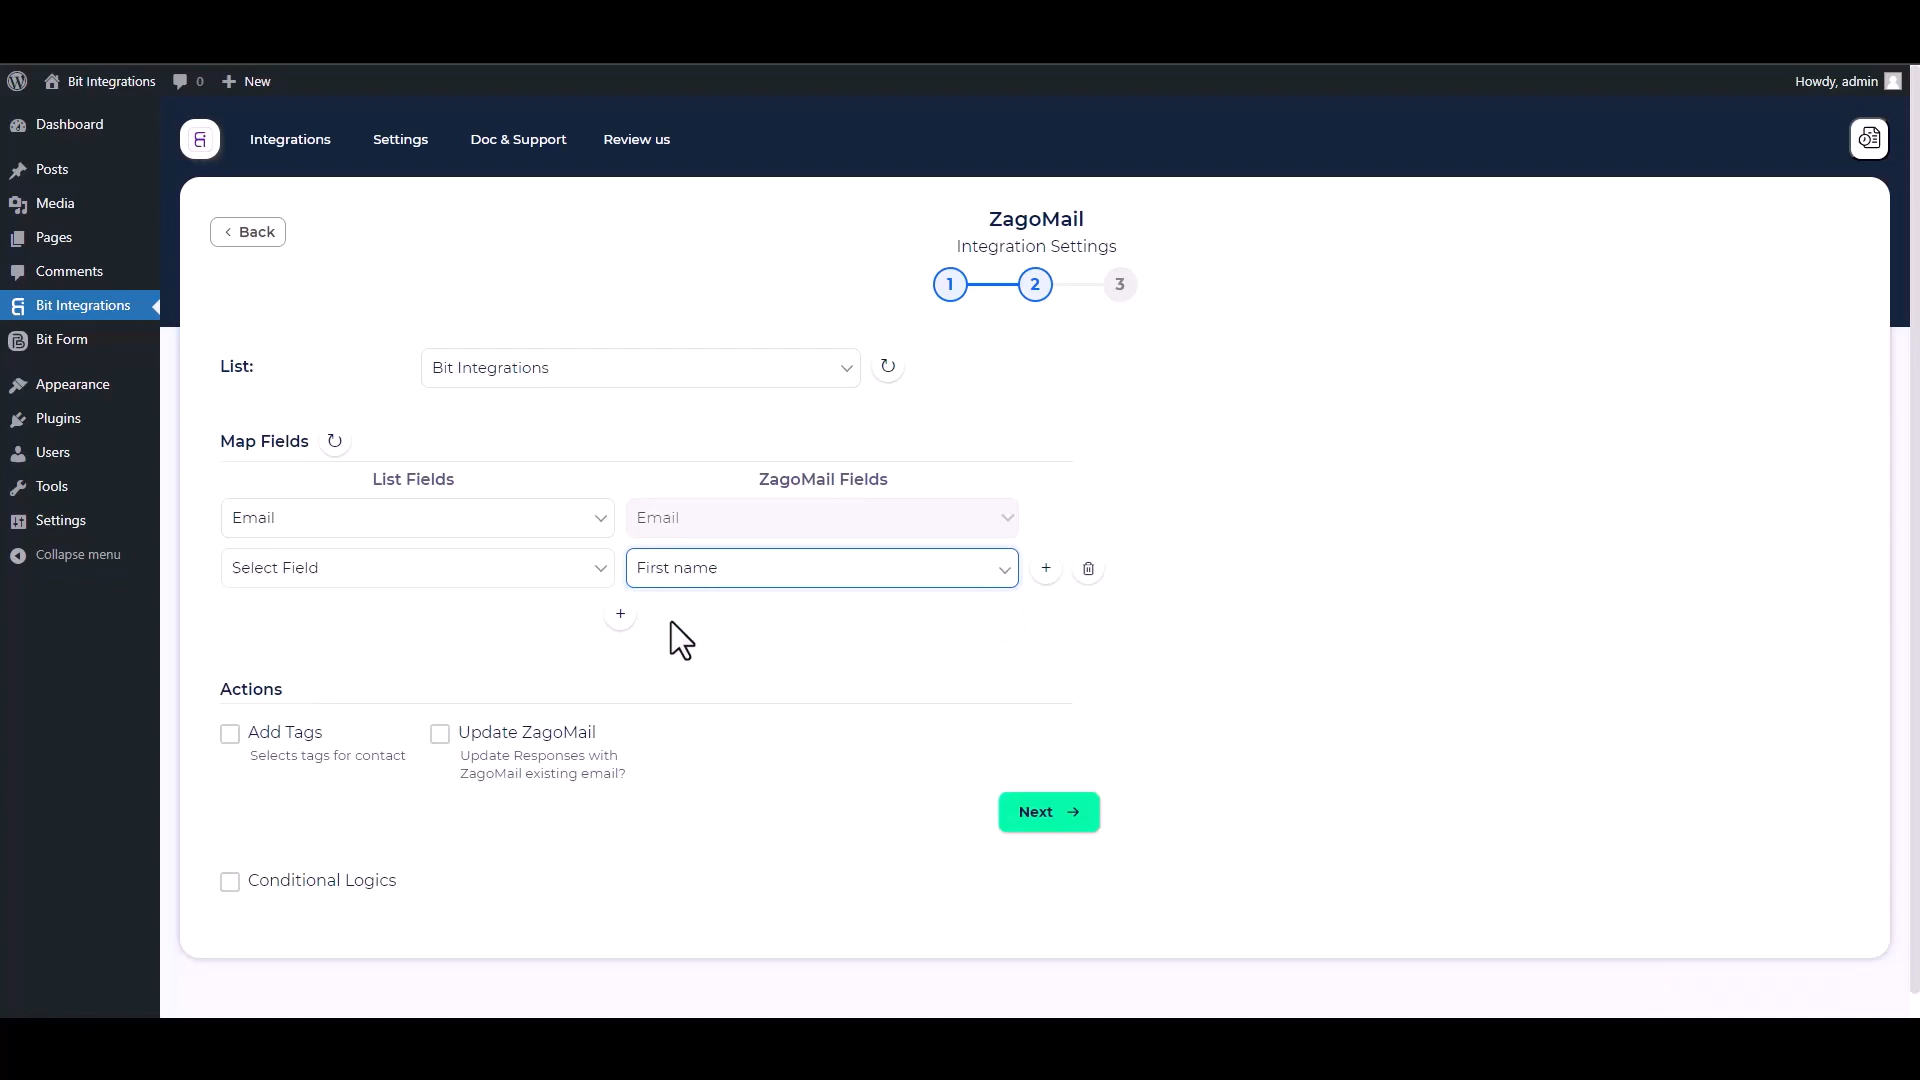 Bit Integrations
0
New
Howdy, admin
Dashboard
Posts
Media
Pages
Comments
Bit Integrations
Bit Form
Appearance
Plugins
Users
Tools
Settings
Collapse menu
Integrations
Settings
Doc & Support
Review us
Back
ZagoMail
Integration Settings
1
2
3
List:
Bit Integrations
Map Fields
List Fields
ZagoMail Fields
Email
Email
Select Field
First name
+
+
Actions
Add Tags
Selects tags for contact
Update ZagoMail
Update Responses with
ZagoMail existing email?
Next →
Conditional Logics